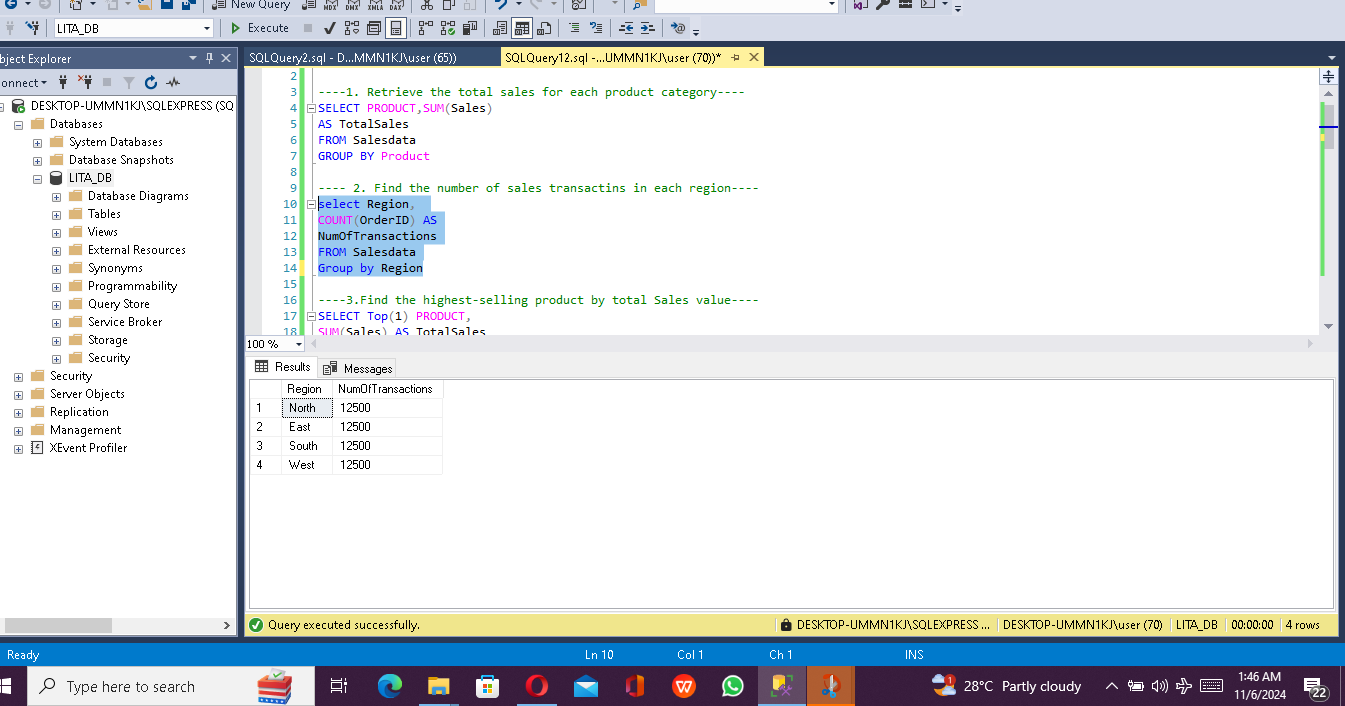 New Query
MDX DMX XMLA DAX
LITA_DB Execute
bject Explorer
onnect
DESKTOP-UMMN1KJ\SQLEXPRESS (SQ
Databases
System Databases
Database Snapshots
LITA_DB
Database Diagrams
Tables
Views
External Resources
Synonyms
Programmability
Query Store
Service Broker
Storage
Security
Security
Server Objects
Replication
Management
XEvent Profiler
SQLQuery2.sql - D...MMN1KJ\user (65)) SQLQuery12.sql -...UMMN1KJ\user (70))*
2
3 ----1. Retrieve the total sales for each product category----
4 SELECT PRODUCT,SUM(Sales)
5 AS TotalSales
6 FROM Salesdata
7 GROUP BY Product
8
9 ---- 2. Find the number of sales transactins in each region----
10 select Region,
11 COUNT(OrderID) AS
12 NumOfTransactions
13 FROM Salesdata
14 Group by Region
15
16 ----3.Find the highest-selling product by total Sales value----
17 SELECT Top(1) PRODUCT,
18 SUM(Sales) AS TotalSales
100 %
Results Messages
Region NumOfTransactions
1 North 12500
2 East 12500
3 South 12500
4 West 12500
Query executed successfully. DESKTOP-UMMN1KJ\SQLEXPRESS ... DESKTOP-UMMN1KJ\user (70) LITA_DB 00:00:00 4 rows
Ready Ln 10 Col 1 Ch 1 INS
Type here to search 28°C Partly cloudy 1:46 AM
11/6/2024
22